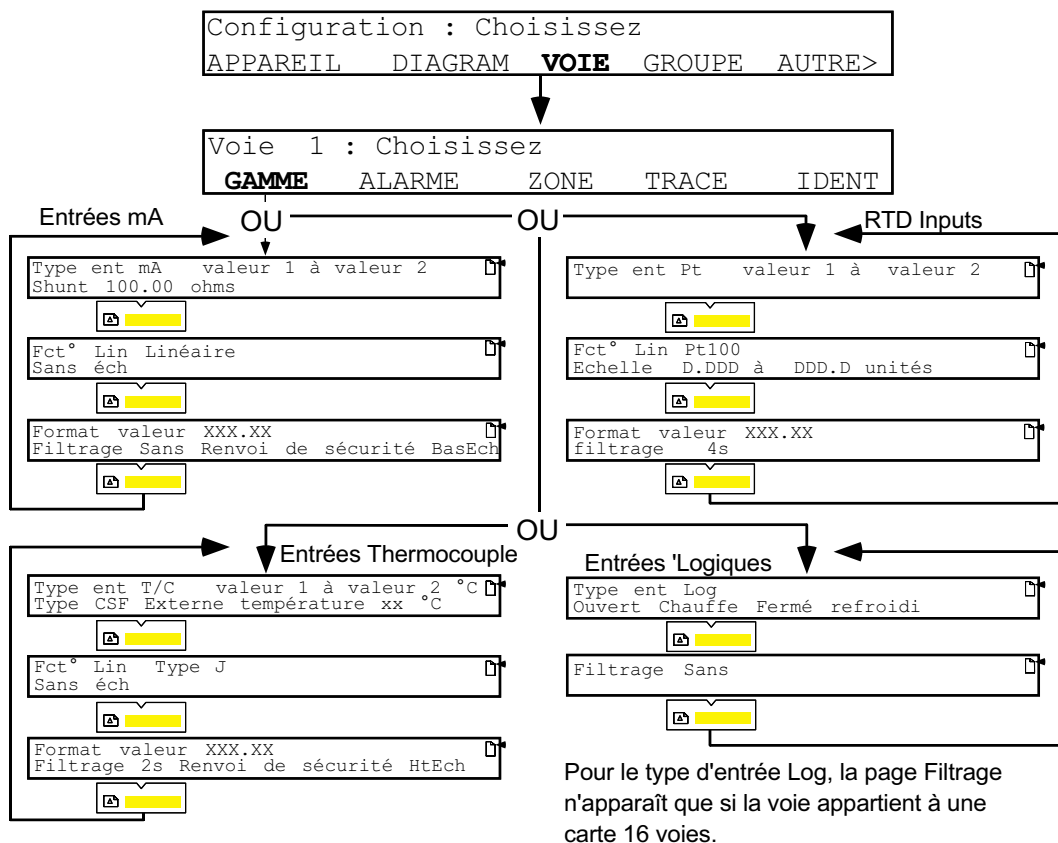 Configuration : Choisissez
APPAREIL DIAGRAM VOIE GROUPE AUTRE>
Voie 1 : Choisissez
GAMME ALARME ZONE TRACE IDENT
Entrées mA
OU
OU
RTD Inputs
Type ent mA valeur 1 à valeur 2
Shunt 100.00 ohms
Fct° Lin Linéaire
Sans éch
Format valeur XXX.XX
Filtrage Sans Renvoi de sécurité BasEch
Type ent Pt valeur 1 à valeur 2
Fct° Lin Pt100
Echelle D.DDD à DDD.D unités
Format valeur XXX.XX
filtrage 4s
OU
Entrées Thermocouple
Type ent T/C valeur 1 à valeur 2 °C
Type CSF Externe température xx °C
Fct° Lin Type J
Sans éch
Format valeur XXX.XX
Filtrage 2s Renvoi de sécurité HtEch
Entrées 'Logiques
Type ent Log
Ouvert Chauffe Fermé refroidi
Filtrage Sans
Pour le type d'entrée Log, la page Filtrage
n'apparaît que si la voie appartient à une
carte 16 voies.